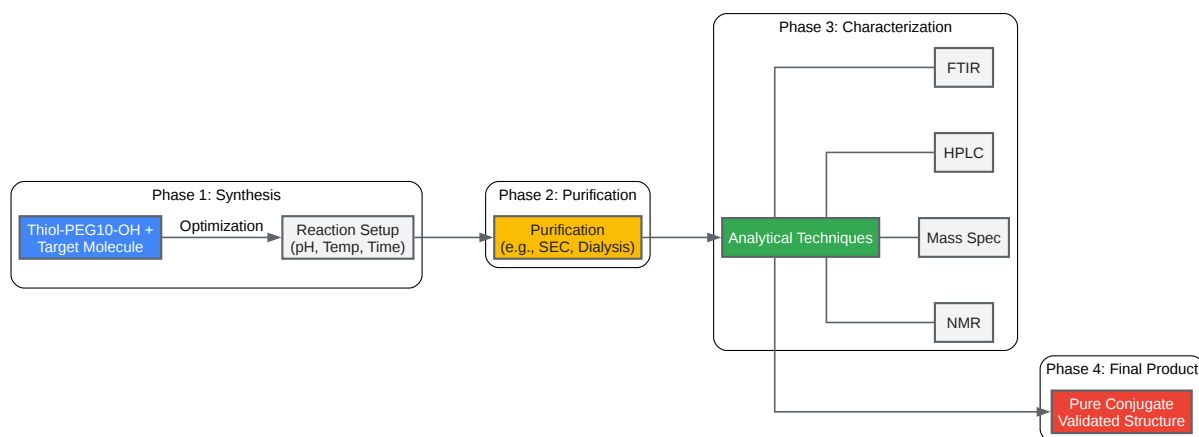 Phase 1: Synthesis
Thiol-PEG10-OH +
Target Molecule
Optimization
Reaction Setup
(pH, Temp, Time)
Phase 2: Purification
Purification
(e.g., SEC, Dialysis)
Phase 3: Characterization
Analytical Techniques
FTIR
HPLC
Mass Spec
NMR
Phase 4: Final Product
Pure Conjugate
Validated Structure